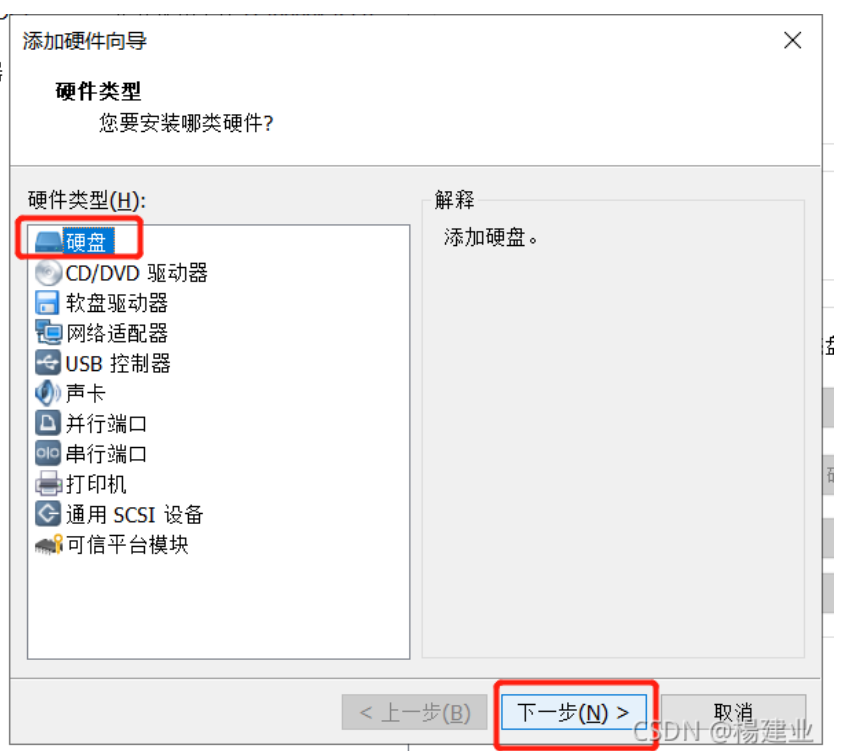 添加硬件向导
硬件类型
您要安装哪类硬件?
硬件类型(H):
解释
硬盘
添加硬盘。
CD/DVD 驱动器
软盘驱动器
网络适配器
USB 控制器
声卡
并行端口
串行端口
打印机
通用 SCSI 设备
可信平台模块
< 上一步(B)
下一步(N) >
取消
CSDN @楊建业